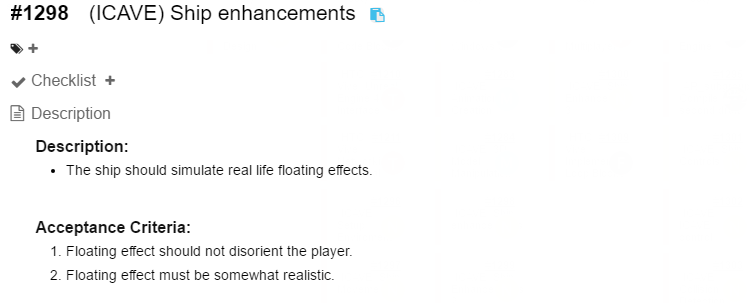 #1298 (ICAVE) Ship enhancements
Checklist
Description
Description:
• The ship should simulate real life floating effects.
Acceptance Criteria:
1. Floating effect should not disorient the player.
2. Floating effect must be somewhat realistic.